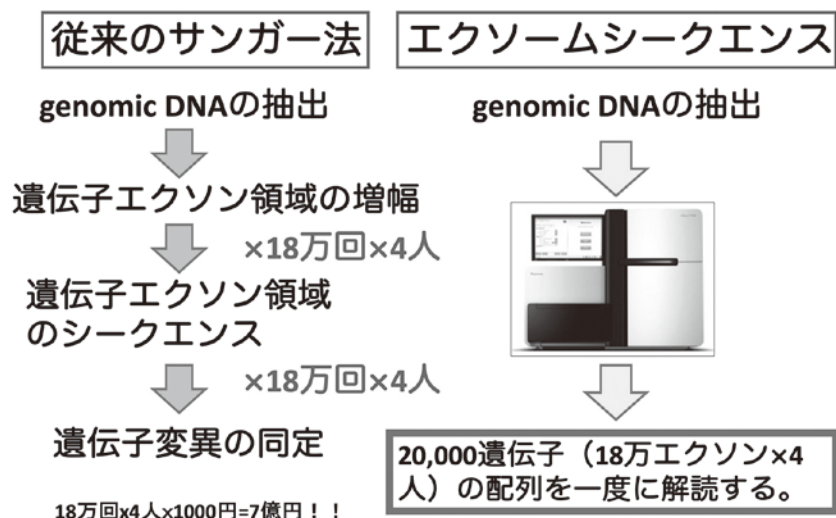 従来のサンガー法
genomic DNAの抽出
遺伝子エクソン領域の増幅
×18万回×4人
遺伝子エクソン領域
のシークエンス
×18万回×4人
遺伝子変異の同定
18万回x4人x1000円=7億円！！
エクソームシークエンス
genomic DNAの抽出
20,000遺伝子（18万エクソン×4
人）の配列を一度に解読する。